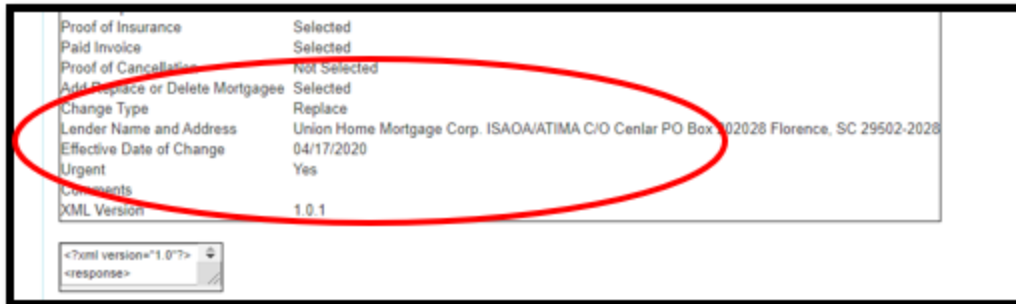 Proof of Insurance Selected
Paid Invoice Selected
Proof of Cancellation Not Selected
Add Replace or Delete Mortgagee Selected
Change Type Replace
Lender Name and Address Union Home Mortgage Corp. ISAOA/ATIMA C/O Cenlar PO Box 202028 Florence, SC 29502-2028
Effective Date of Change 04/17/2020
Urgent Yes
Comments
XML Version 1.0.1
<?xml version="1.0"?>
<response>